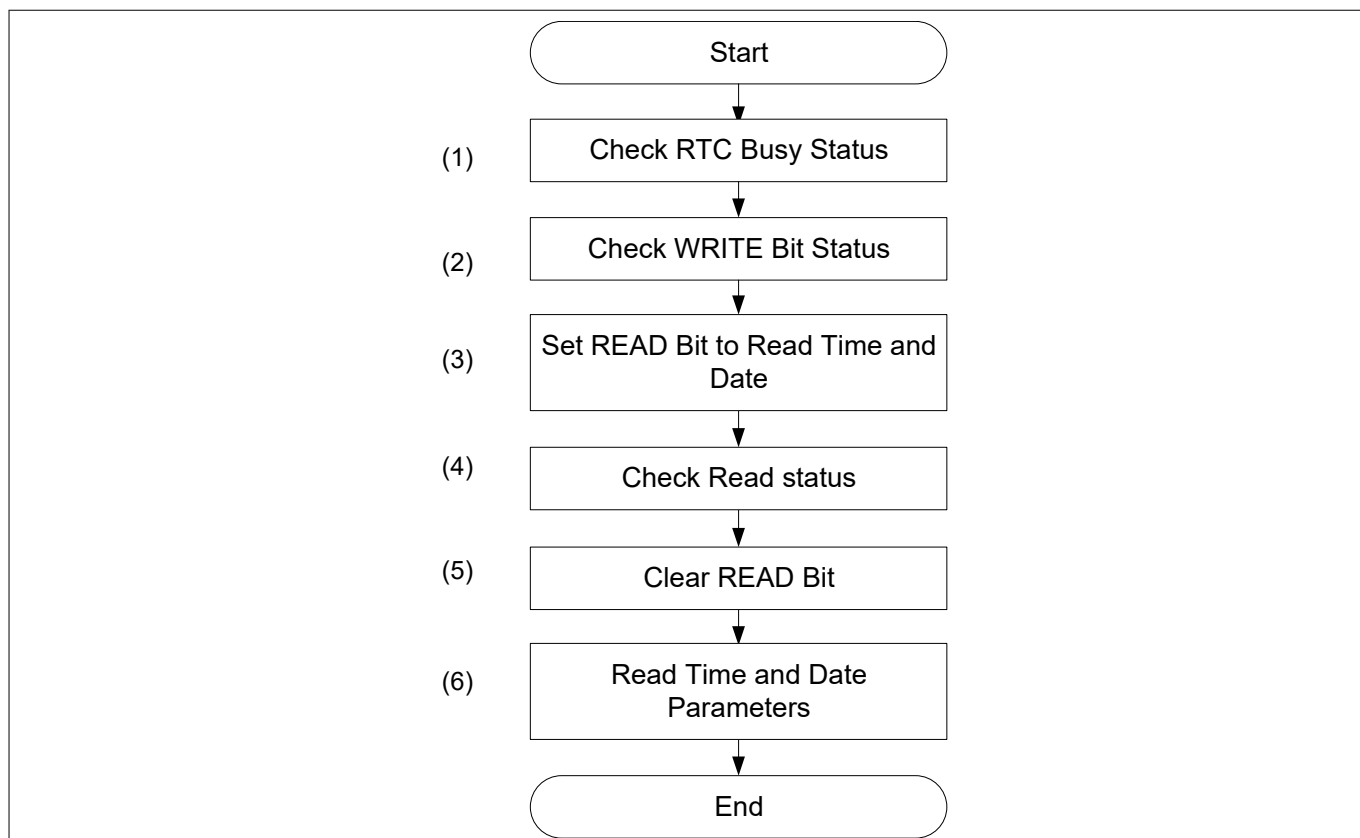 Start
(1)
Check RTC Busy Status
(2)
Check WRITE Bit Status
(3)
Set READ Bit to Read Time and
Date
(4)
Check Read status
(5)
Clear READ Bit
(6)
Read Time and Date
Parameters
End